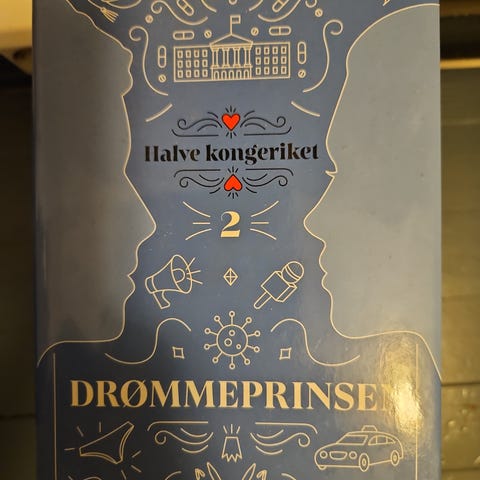 Halve kongeriket
2
DRØMMEPRINSEN